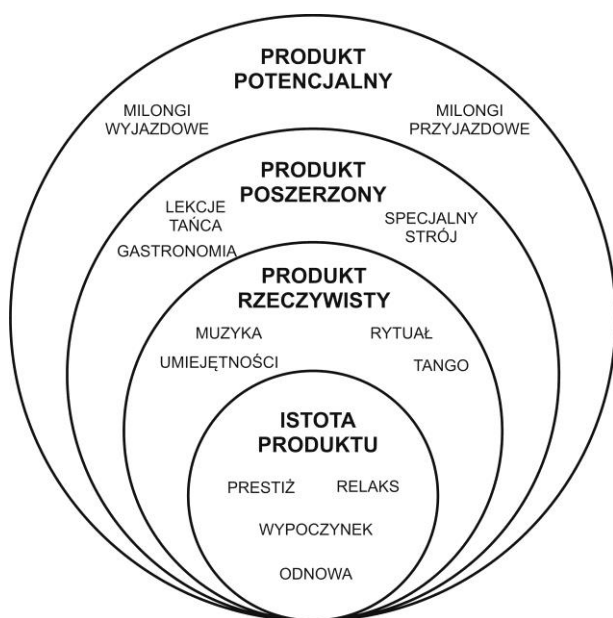 PRODUKT
POTENCJALNY
MILONGI
WYJAZDOWE
MILONGI
PRZYJAZDOWE
PRODUKT
POSZERZONY
LEKCJE
TAŃCA
GASTRONOMIA
SPECJALNY
STRÓJ
PRODUKT
RZECZYWISTY
MUZYKA
RYTUAŁ
UMIEJĘTNOŚCI
TANGO
ISTOTA
PRODUKTU
PRESTIŻ
RELAKS
WYPOCZYNEK
ODNOWA